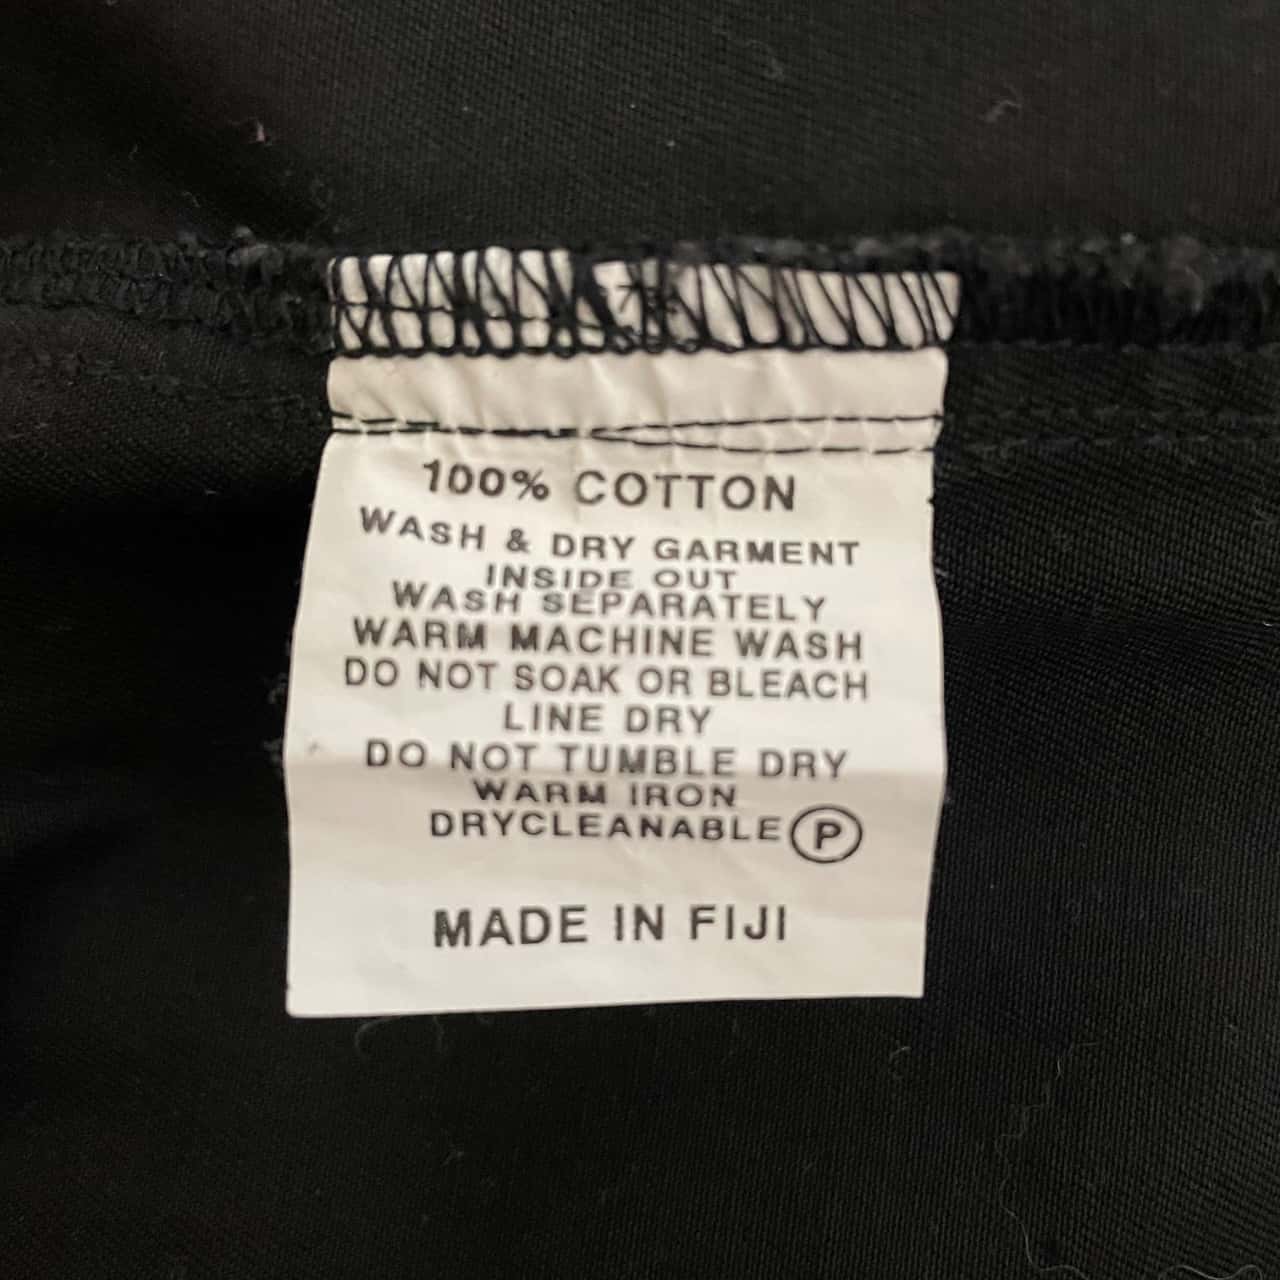 100% COTTON
WASH & DRY GARMENT
INSIDE OUT
WASH SEPARATELY
WARM MACHINE WASH
DO NOT SOAK OR BLEACH
LINE DRY
DO NOT TUMBLE DRY
WARM IRON
DRYCLEANABLE P
MADE IN FIJI